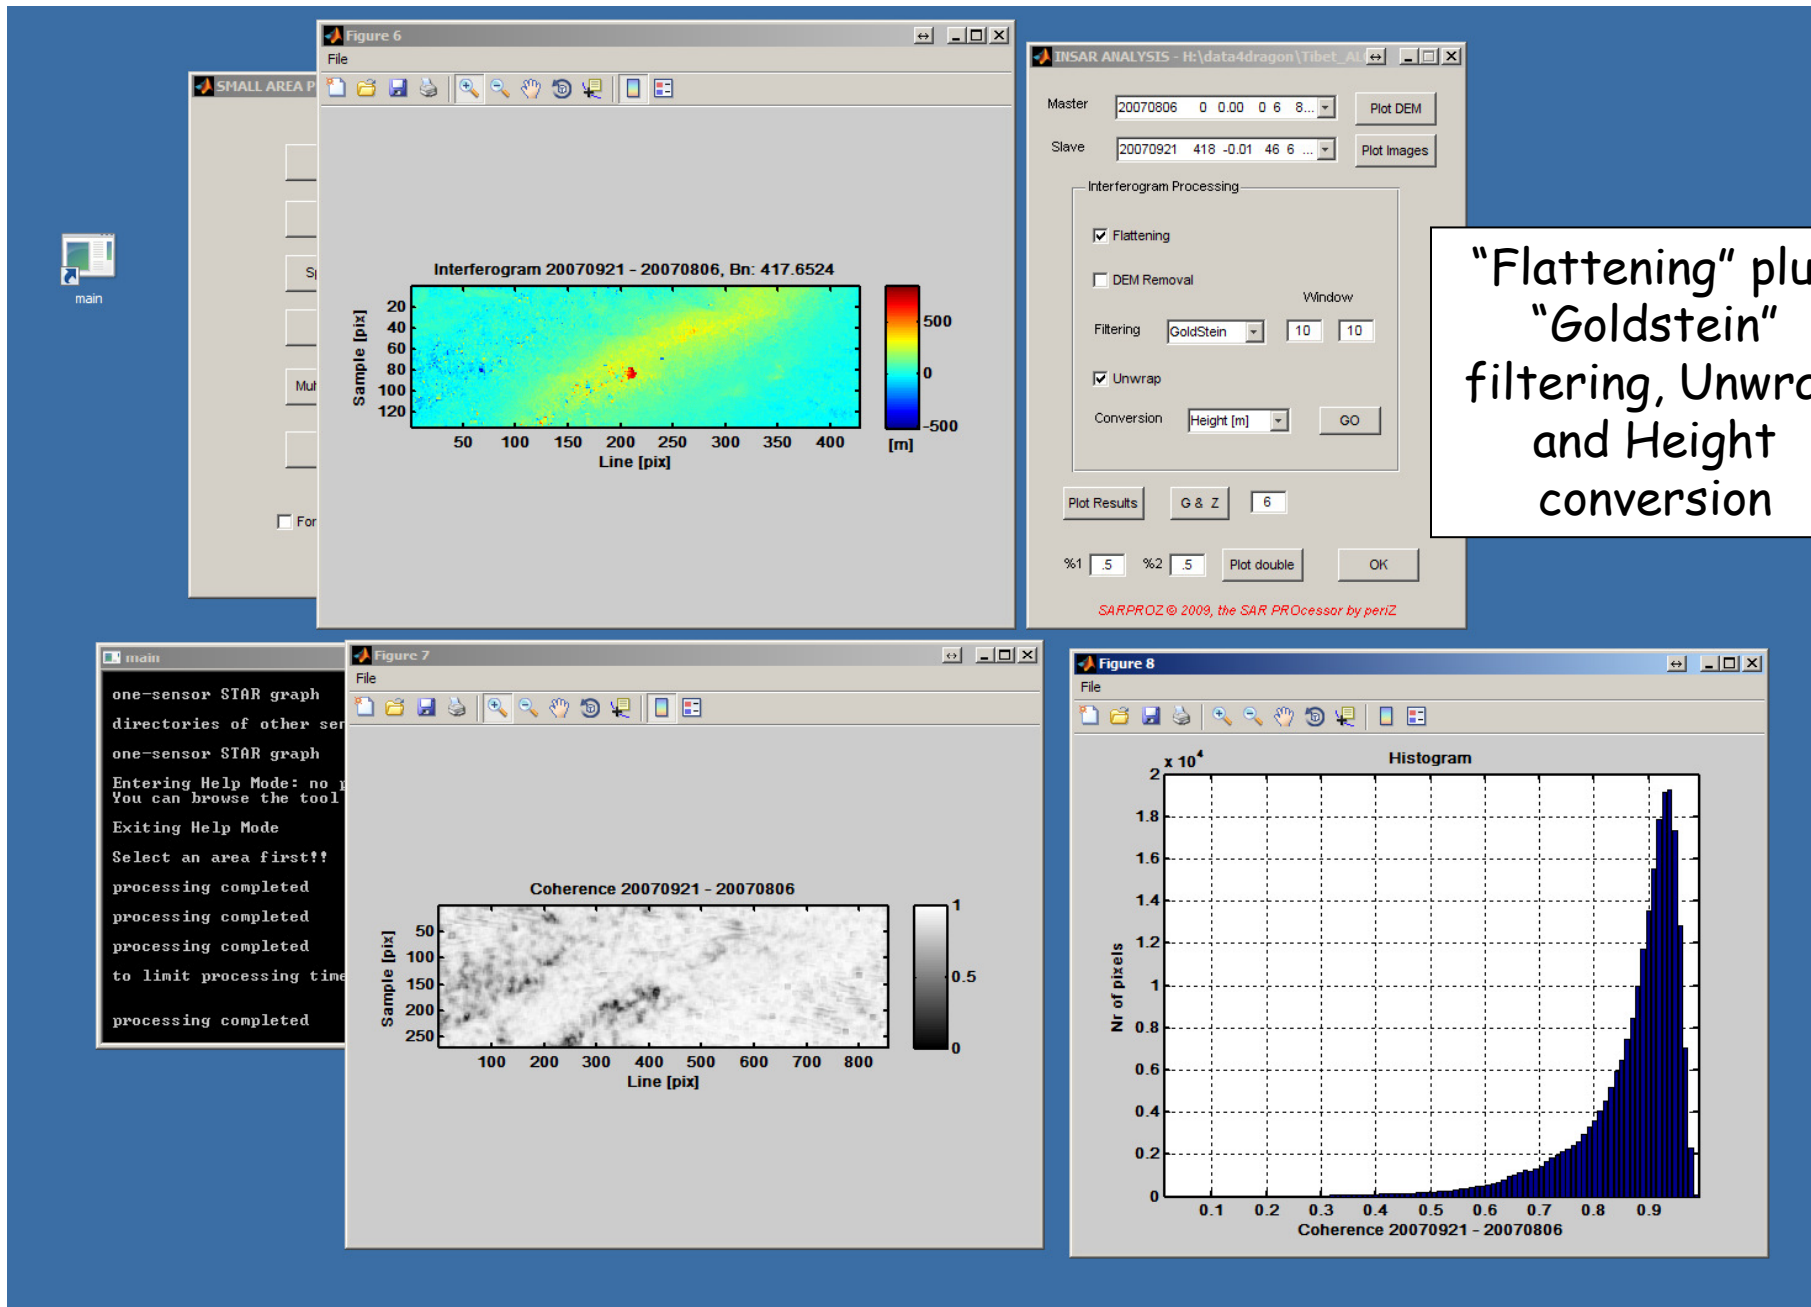 Figure 6
File
SMALL AREA P
Sp
Mul
For
main
Interferogram 20070921 - 20070806, Bn: 417.6524
Sample [pix]
20
40
60
80
100
120
50 100 150 200 250 300 350 400
Line [pix]
500
0
-500
[m]
INSAR ANALYSIS - H:\data4dragon\Tibet_AL
Master 20070806 0 0.00 0 6 8... Plot DEM
Slave 20070921 418 -0.01 46 6 ... Plot Images
Interferogram Processing
Flattening
DEM Removal
Window
Filtering GoldStein 10 10
Unwrap
Conversion Height [m] GO
Plot Results G & Z 6
%1 .5 %2 .5 Plot double OK
SARPROZ © 2009, the SAR PROcessor by periZ
"Flattening" plu
"Goldstein"
filtering, Unwra
and Height
conversion
main
one-sensor STAR graph
directories of other sen
one-sensor STAR graph
Entering Help Mode: no p
You can browse the tool
Exiting Help Mode
Select an area first!!
processing completed
processing completed
processing completed
to limit processing time
processing completed
Figure 7
File
Coherence 20070921 - 20070806
Sample [pix]
50
100
150
200
250
100 200 300 400 500 600 700 800
Line [pix]
1
0.5
0
Figure 8
File
Histogram
x 10^4
Nr of pixels
2
1.8
1.6
1.4
1.2
1
0.8
0.6
0.4
0.2
0
0.1 0.2 0.3 0.4 0.5 0.6 0.7 0.8 0.9
Coherence 20070921 - 20070806